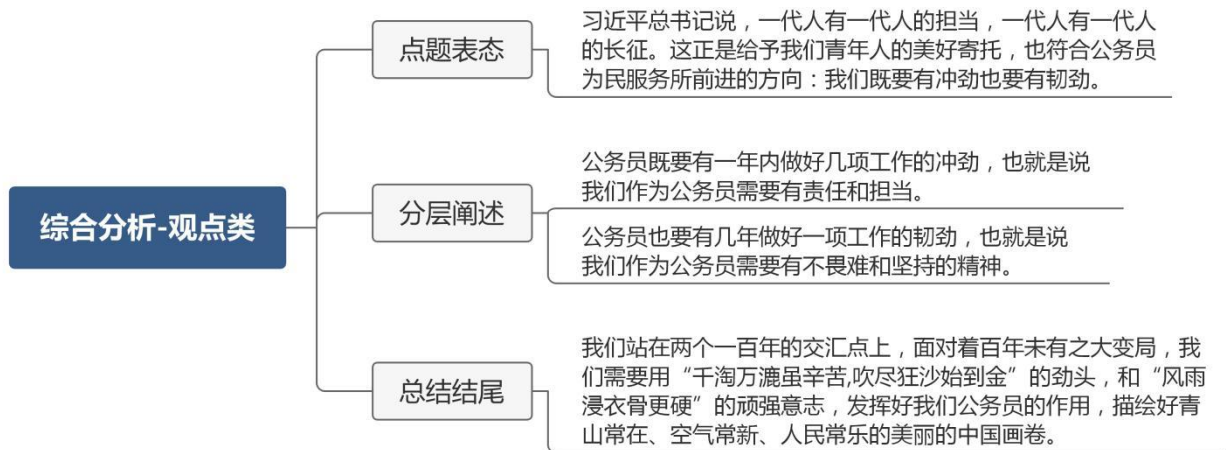 综合分析-观点类
点题表态
习近平总书记说，一代人有一代人的担当，一代人有一代人
的长征。这正是给予我们青年人的美好寄托，也符合公务员
为民服务所前进的方向：我们既要有冲劲也要有韧劲。
分层阐述
公务员既要有一年内做好几项工作的冲劲，也就是说
我们作为公务员需要有责任和担当。
公务员也要有几年做好一项工作的韧劲，也就是说
我们作为公务员需要有不畏难和坚持的精神。
总结结尾
我们站在两个一百年的交汇点上，面对着百年未有之大变局，我
们需要用“千淘万漉虽辛苦,吹尽狂沙始到金”的劲头，和“风雨
浸衣骨更硬”的顽强意志，发挥好我们公务员的作用，描绘好青
山常在、空气常新、人民常乐的美丽的中国画卷。